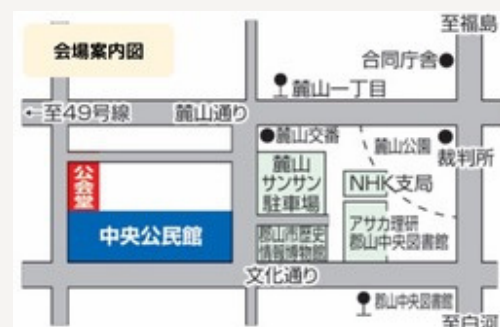 会場案内図
至福島
合同庁舎
麓山一丁目
←至49号線
麓山通り
麓山交番
麓山公園
裁判所
公会堂
麓山
サンサン
駐車場
NHK支局
中央公民館
郡山市歴史
情報博物館
アサカ理研
郡山中央図書館
文化通り
郡山中央図書館
至白河